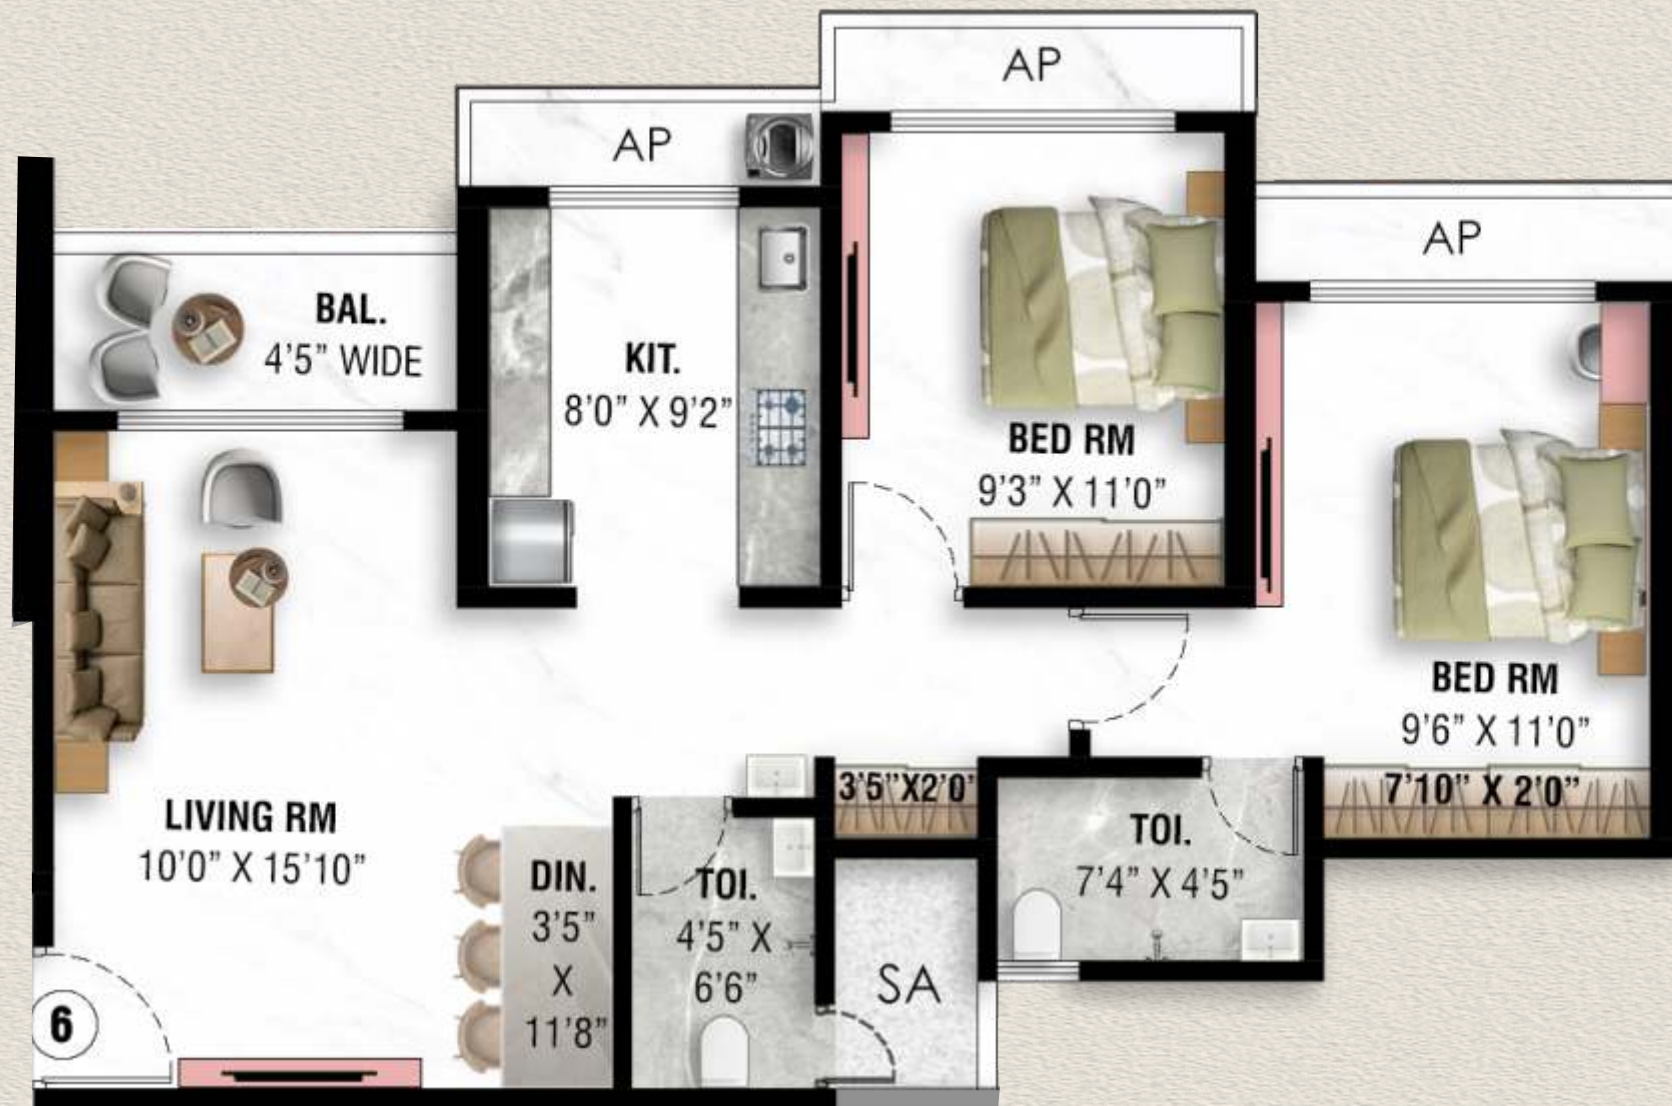 AP
AP
AP
BAL.
4'5" WIDE
KIT.
8'0" X 9'2"
BED RM
9'3" X 11'0"
BED RM
9'6" X 11'0"
7'10" X 2'0"
3'5"X2'0"
LIVING RM
10'0" X 15'10"
DIN.
3'5"
X
11'8"
TOI.
4'5" X
6'6"
TOI.
7'4" X 4'5"
SA
6